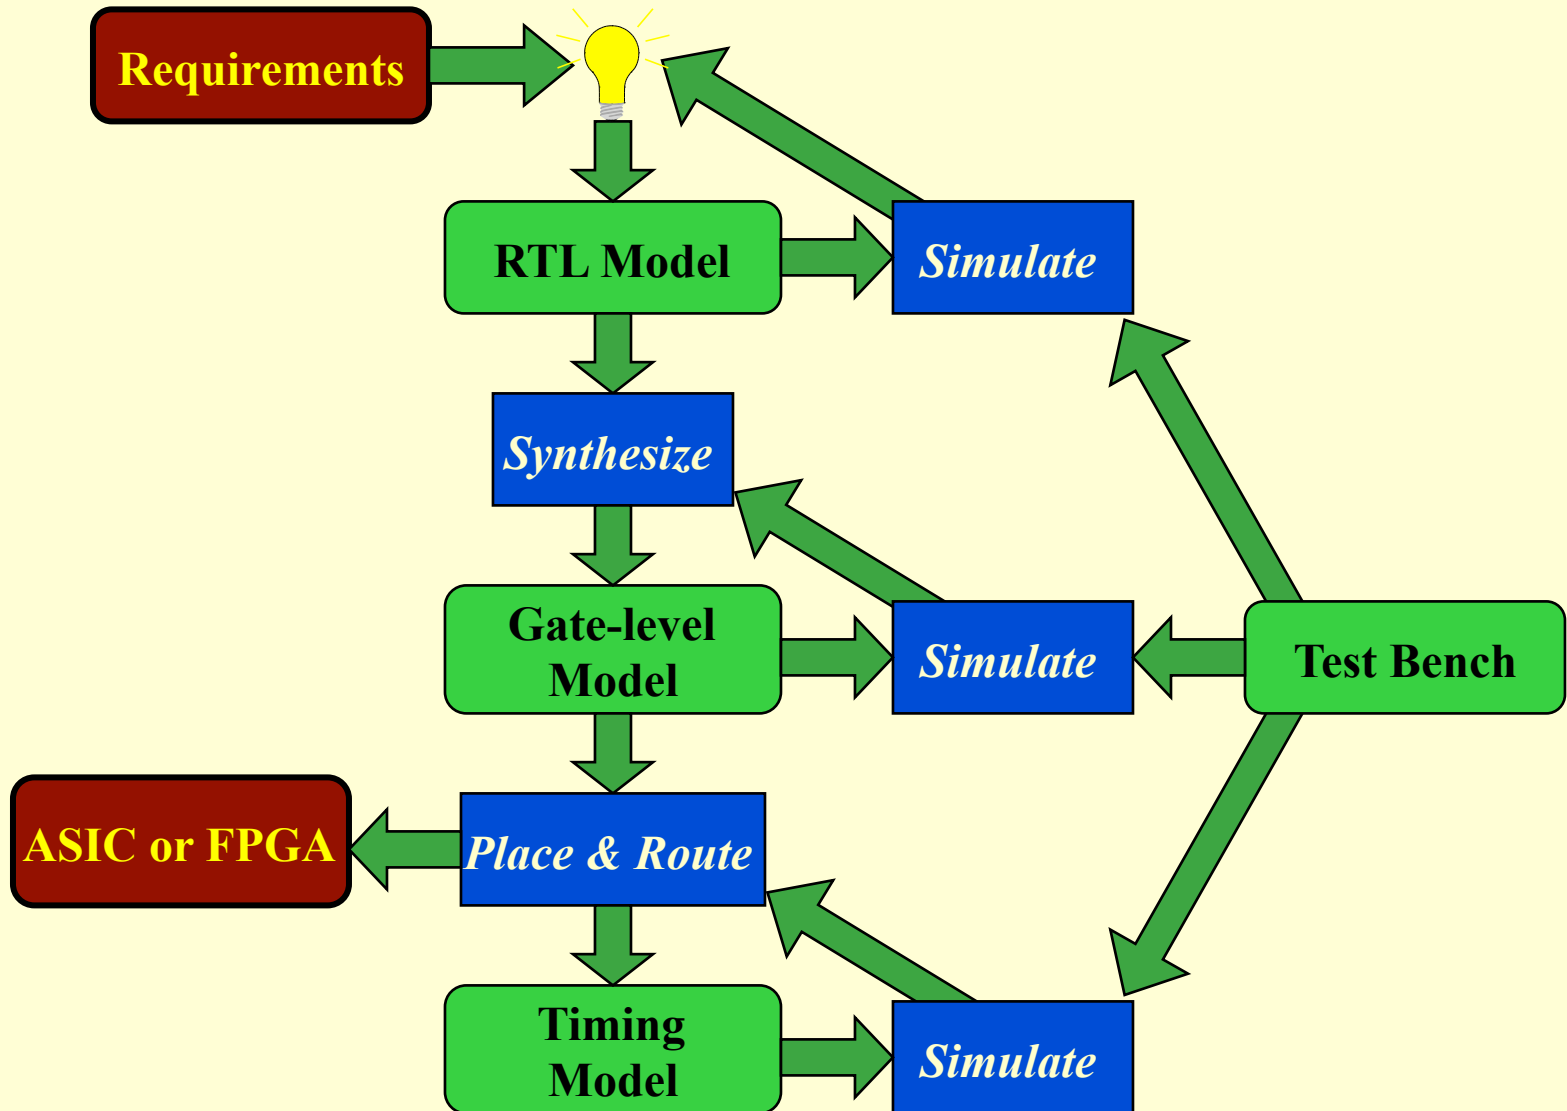 Requirements
RTL Model
Simulate
Synthesize
Gate-level
Model
Simulate
Test Bench
ASIC or FPGA
Place & Route
Timing
Model
Simulate